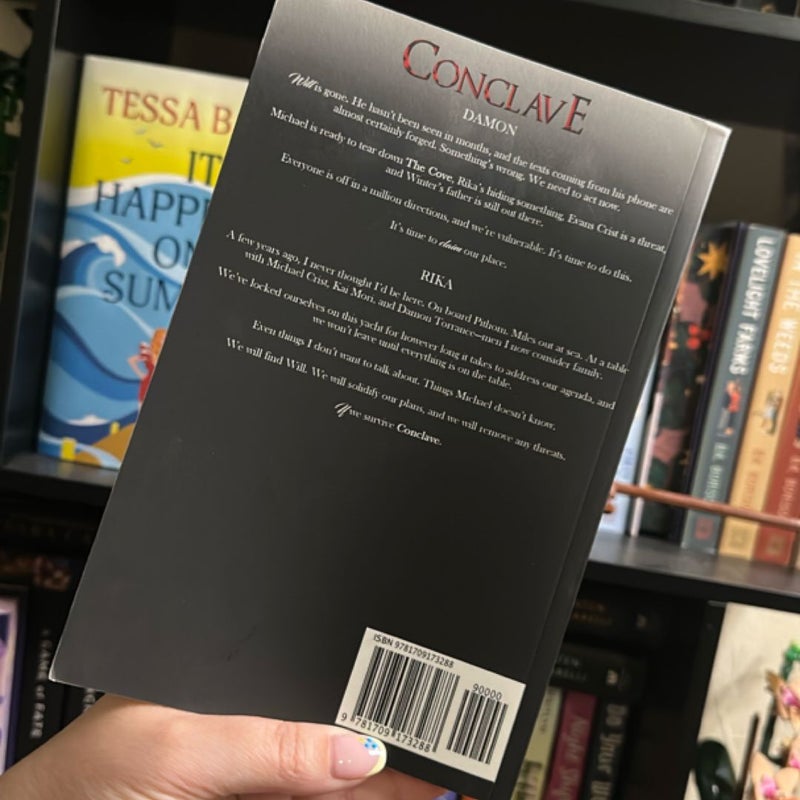 CONCLAVE
DAMON
Will is gone. He hasn't been seen in months, and the texts coming from his phone are
almost certainly forged. Something's wrong. We need to act now.
Michael is ready to tear down The Cove, Rika's hiding something, Evans Crist is a threat,
and Winter's father is still out there.
Everyone is off in a million directions, and we're vulnerable. It's time to do this.
It's time to claim our place.
RIKA
A few years ago, I never thought I'd be here. On board Pithom. Miles out at sea. At a table
with Michael Crist, Kai Mori, and Damon Torrance—men I now consider family.
We've locked ourselves on this yacht for however long it takes to address our agenda, and
we won't leave until everything is on the table.
Even things I don't want to talk about. Things Michael doesn't know.
We will find Will. We will solidify our plans, and we will remove any threats.
If we survive Conclave.
ISBN 9781709173288
90000
9 781709 173288
TESSA B
IT
HAPPE
ON
SUM
LOVELIGHT FARMS
IN THE WEEDS
A GAME OF FATE